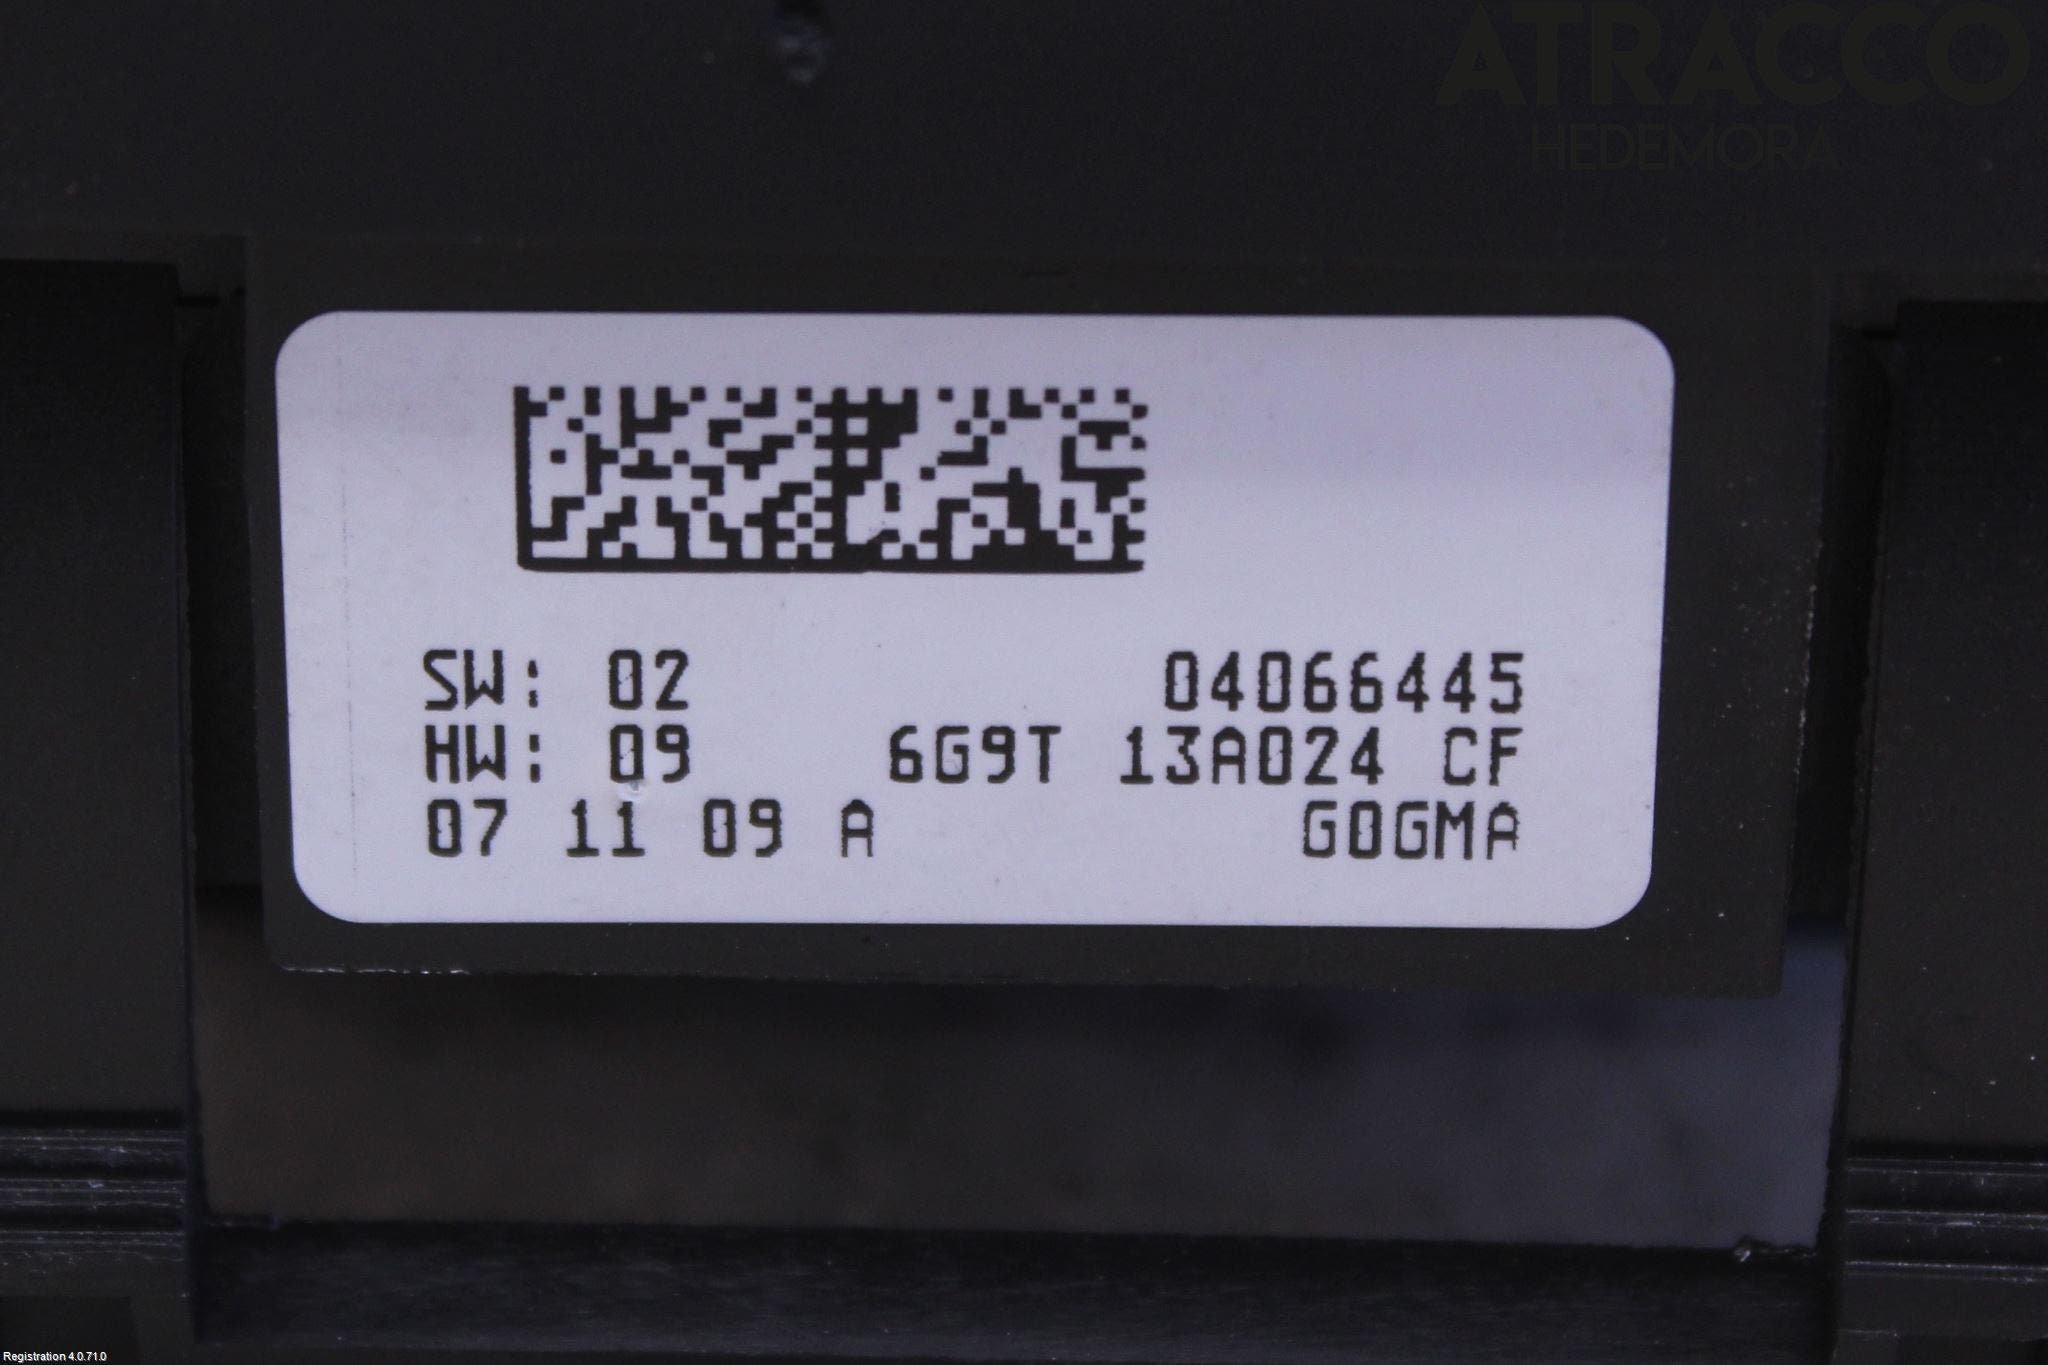 ATRACCO
HEDEMORA
SW: 02 04066445
HW: 09 6G9T 13A024 CF
07 11 09 A G0GMA
Registration 4.0.71.0